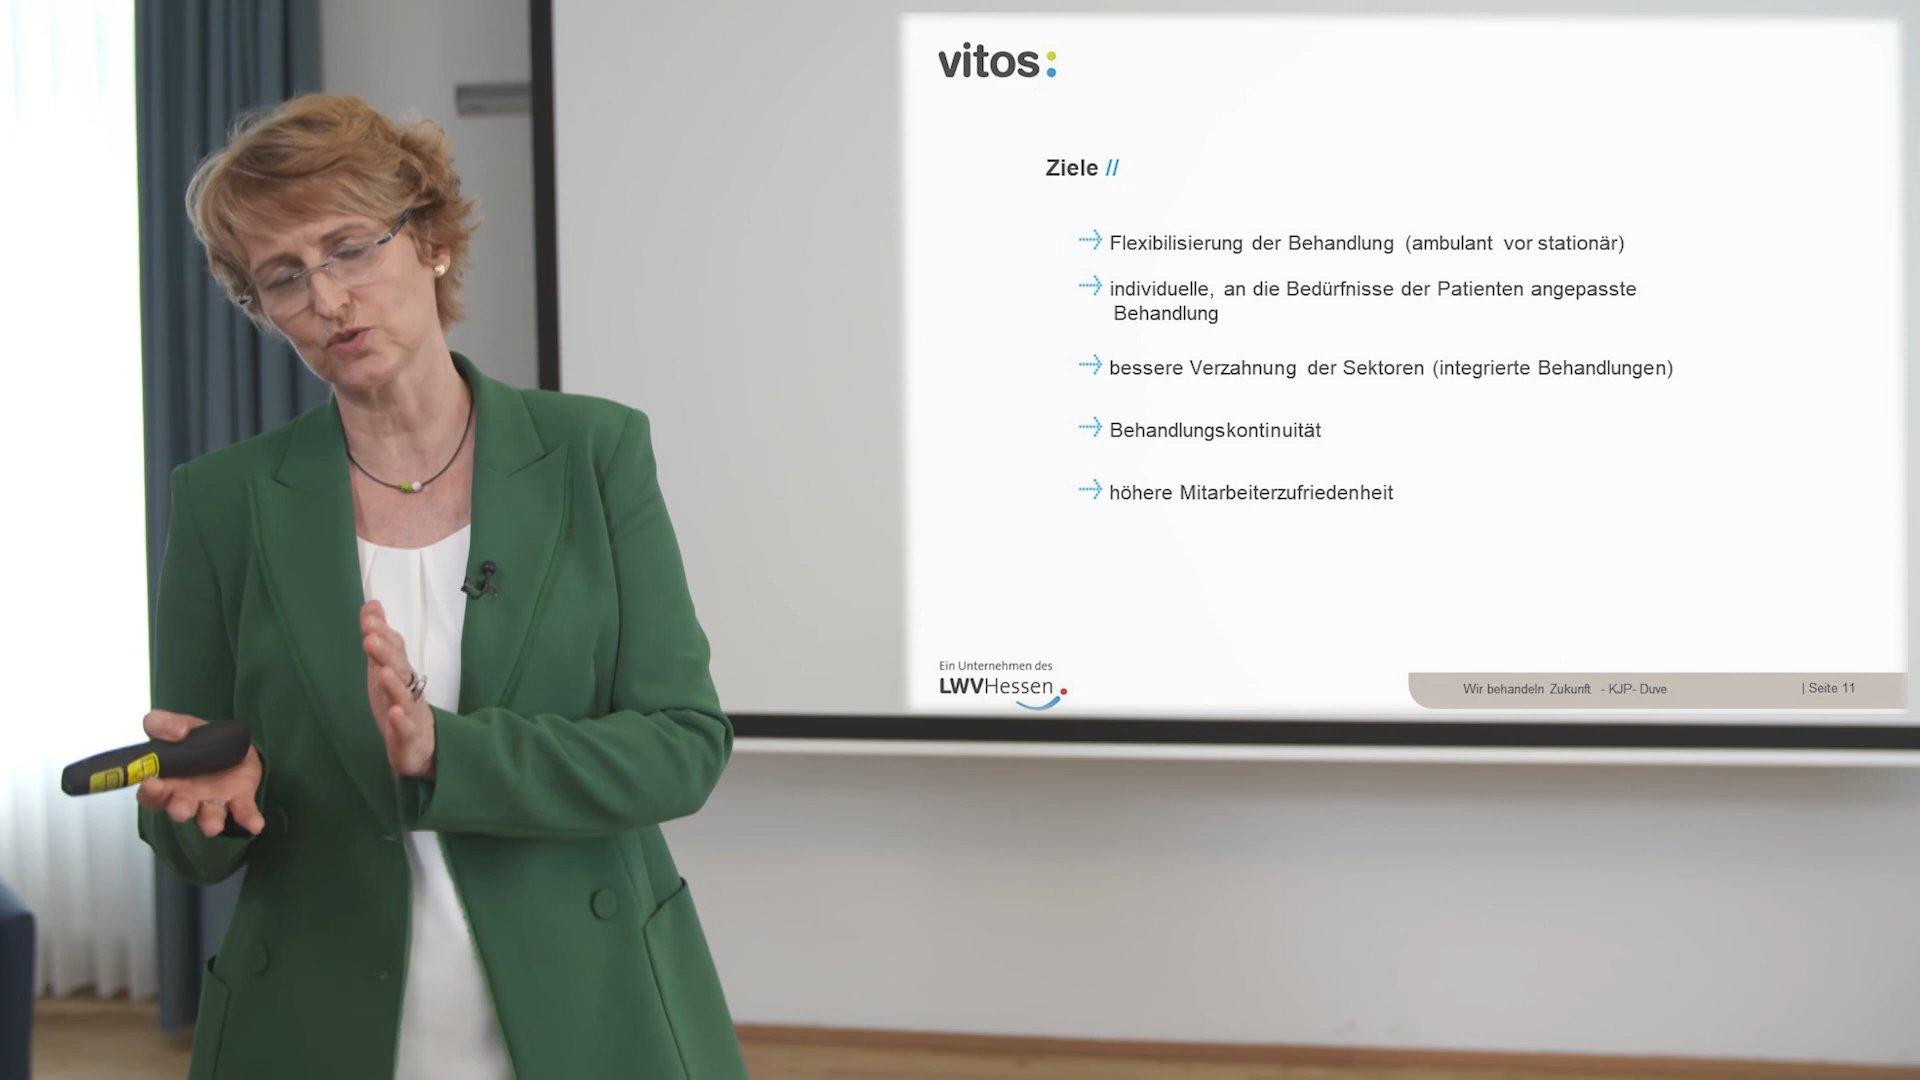 vitos:
Ziele //
Flexibilisierung der Behandlung (ambulant vor stationär)
individuelle, an die Bedürfnisse der Patienten angepasste
Behandlung
bessere Verzahnung der Sektoren (integrierte Behandlungen)
Behandlungskontinuität
höhere Mitarbeiterzufriedenheit
Ein Unternehmen des
LWVHessen
Wir behandeln Zukunft - KJP- Duve | Seite 11